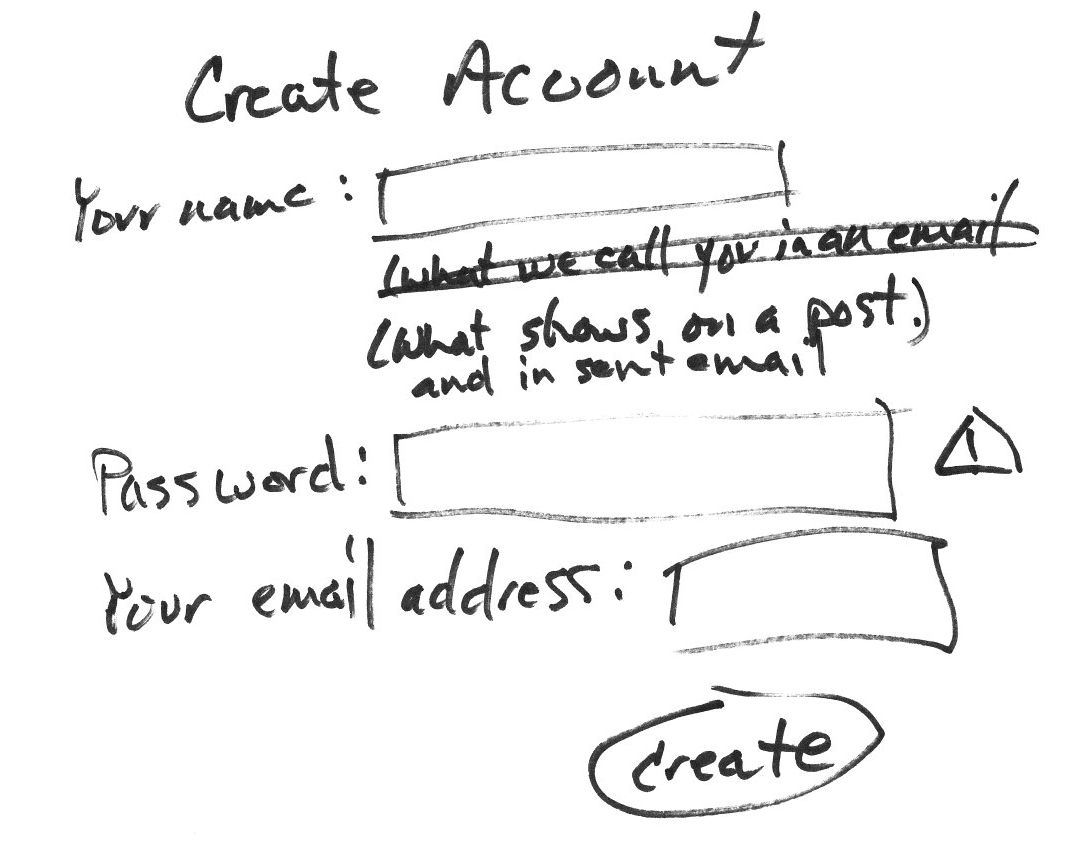 Create Account
Your name:
(what we call you in an email
(what shows on a post.)
and in sent email
Password:
!
Your email address:
create